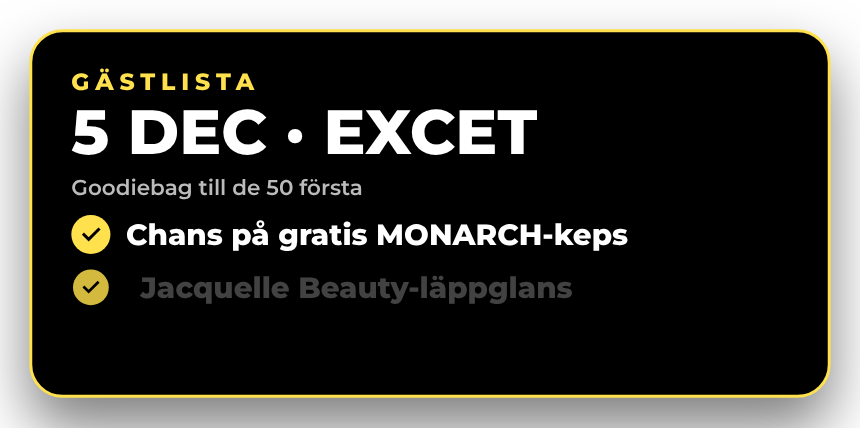 GÄSTLISTA
5 DEC • EXCET
Goodiebag till de 50 första
Chans på gratis MONARCH-keps
Jacquelle Beauty-läppglans